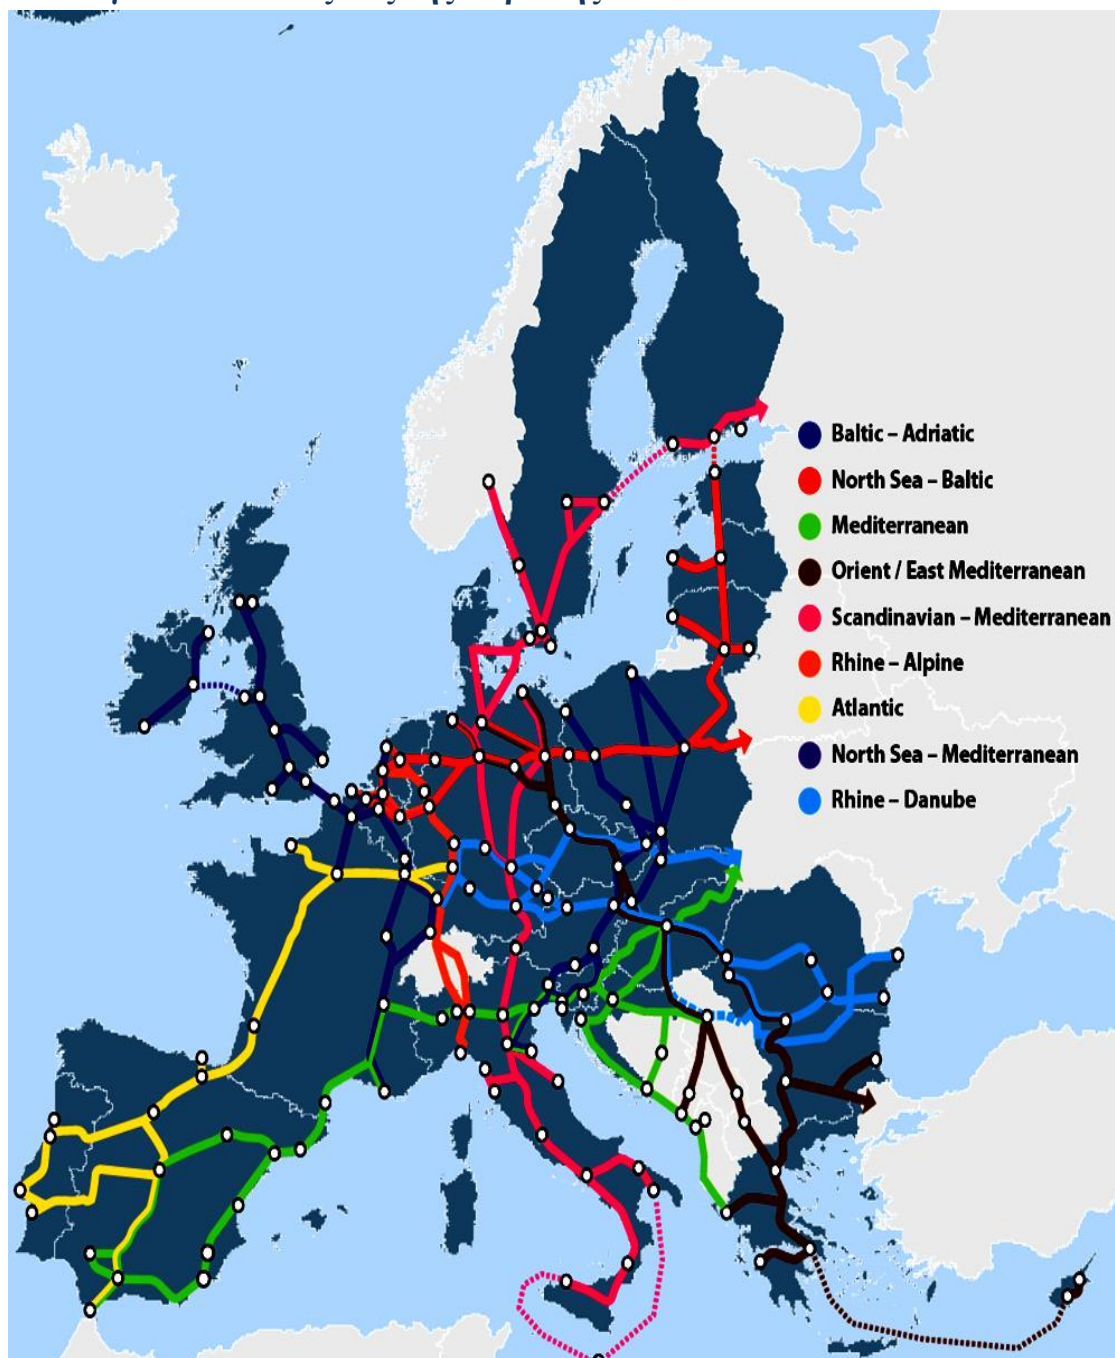 Baltic – Adriatic
North Sea – Baltic
Mediterranean
Orient / East Mediterranean
Scandinavian – Mediterranean
Rhine – Alpine
Atlantic
North Sea – Mediterranean
Rhine – Danube